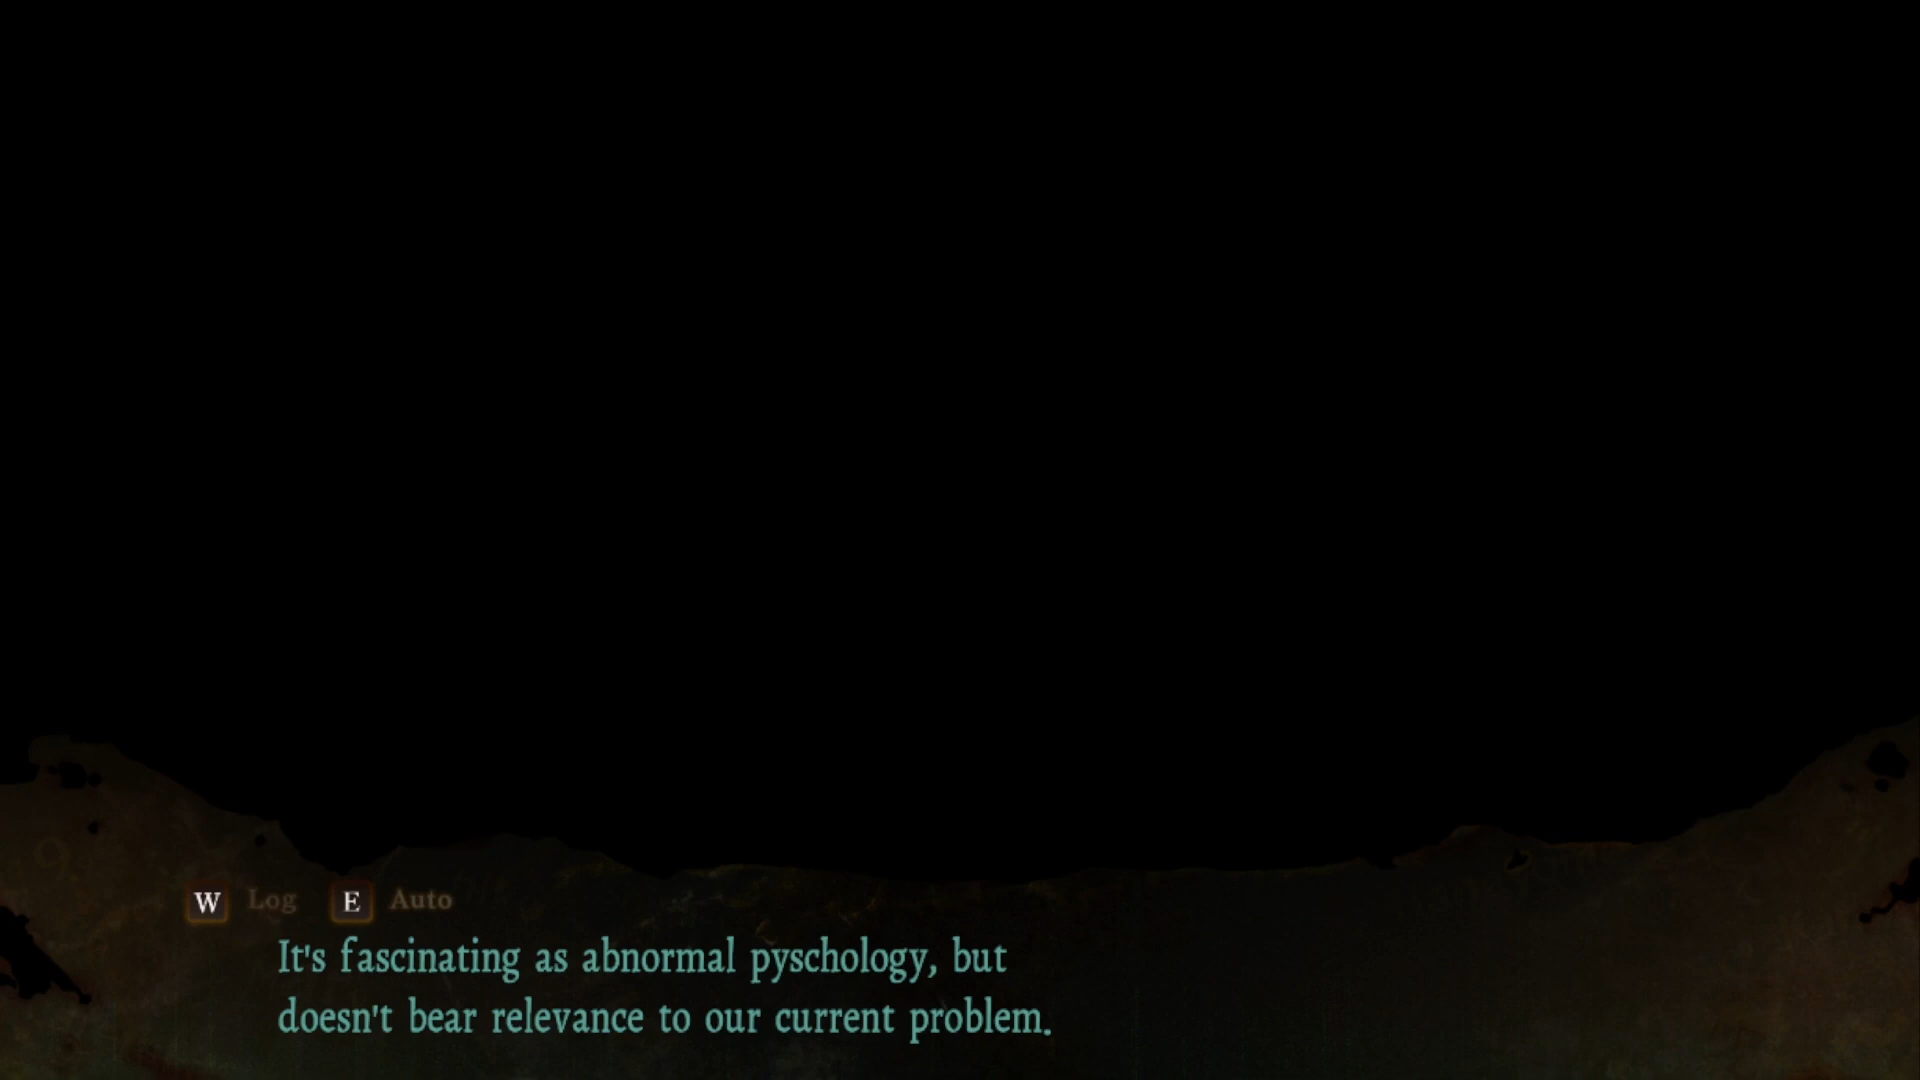 W Log E Auto
It's fascinating as abnormal pyschology, but
doesn't bear relevance to our current problem.